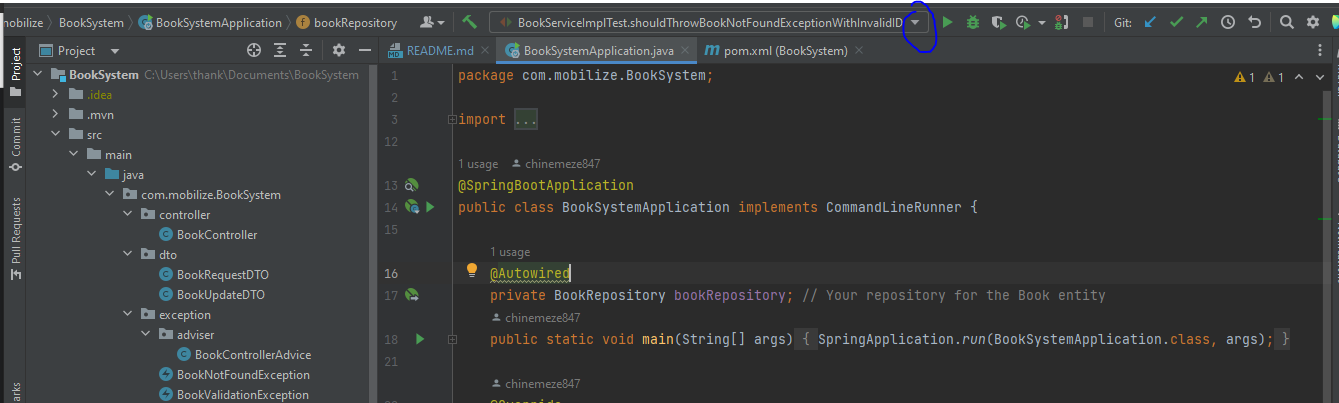 mobilize BookSystem BookSystemApplication bookRepository BookServiceImplTest.shouldThrowBookNotFoundExceptionWithInvalidID Git:
Project
README.md BookSystemApplication.java pom.xml (BookSystem)
Project
Commit
Pull Requests
arks
BookSystem C:\Users\thank\Documents\BookSystem
.idea
.mvn
src
main
java
com.mobilize.BookSystem
controller
BookController
dto
BookRequestDTO
BookUpdateDTO
exception
adviser
BookControllerAdvice
BookNotFoundException
BookValidationException
1 package com.mobilize.BookSystem; 1 1
2
3 import ...
12
1 usage chinemeze847
13 @SpringBootApplication
14 public class BookSystemApplication implements CommandLineRunner {
15
1 usage
16 @Autowired
17 private BookRepository bookRepository; // Your repository for the Book entity
chinemeze847
18 public static void main(String[] args) { SpringApplication.run(BookSystemApplication.class, args); }
21
chinemeze847
@Override